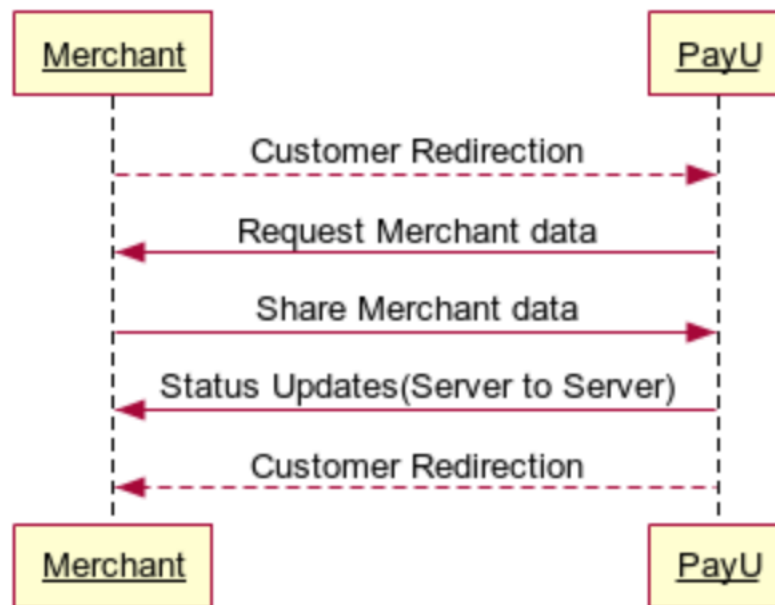 Merchant
PayU
Customer Redirection
Request Merchant data
Share Merchant data
Status Updates(Server to Server)
Customer Redirection
Merchant
PayU